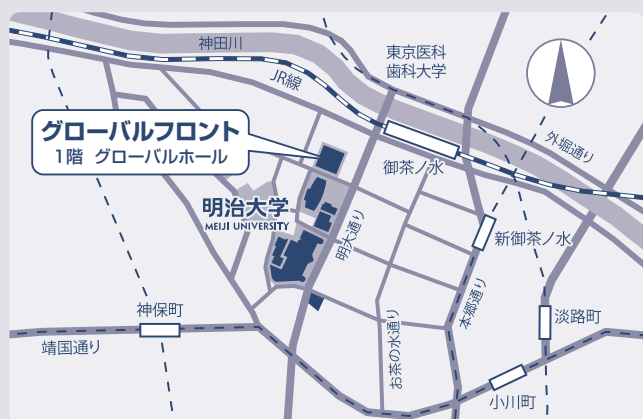 神田川
東京医科
歯科大学
JR線
グローバルフロント
1階 グローバルホール
外堀通り
御茶ノ水
明治大学
MEIJI UNIVERSITY
明大通り
新御茶ノ水
神保町
本郷通り
淡路町
靖国通り
お茶の水通り
小川町